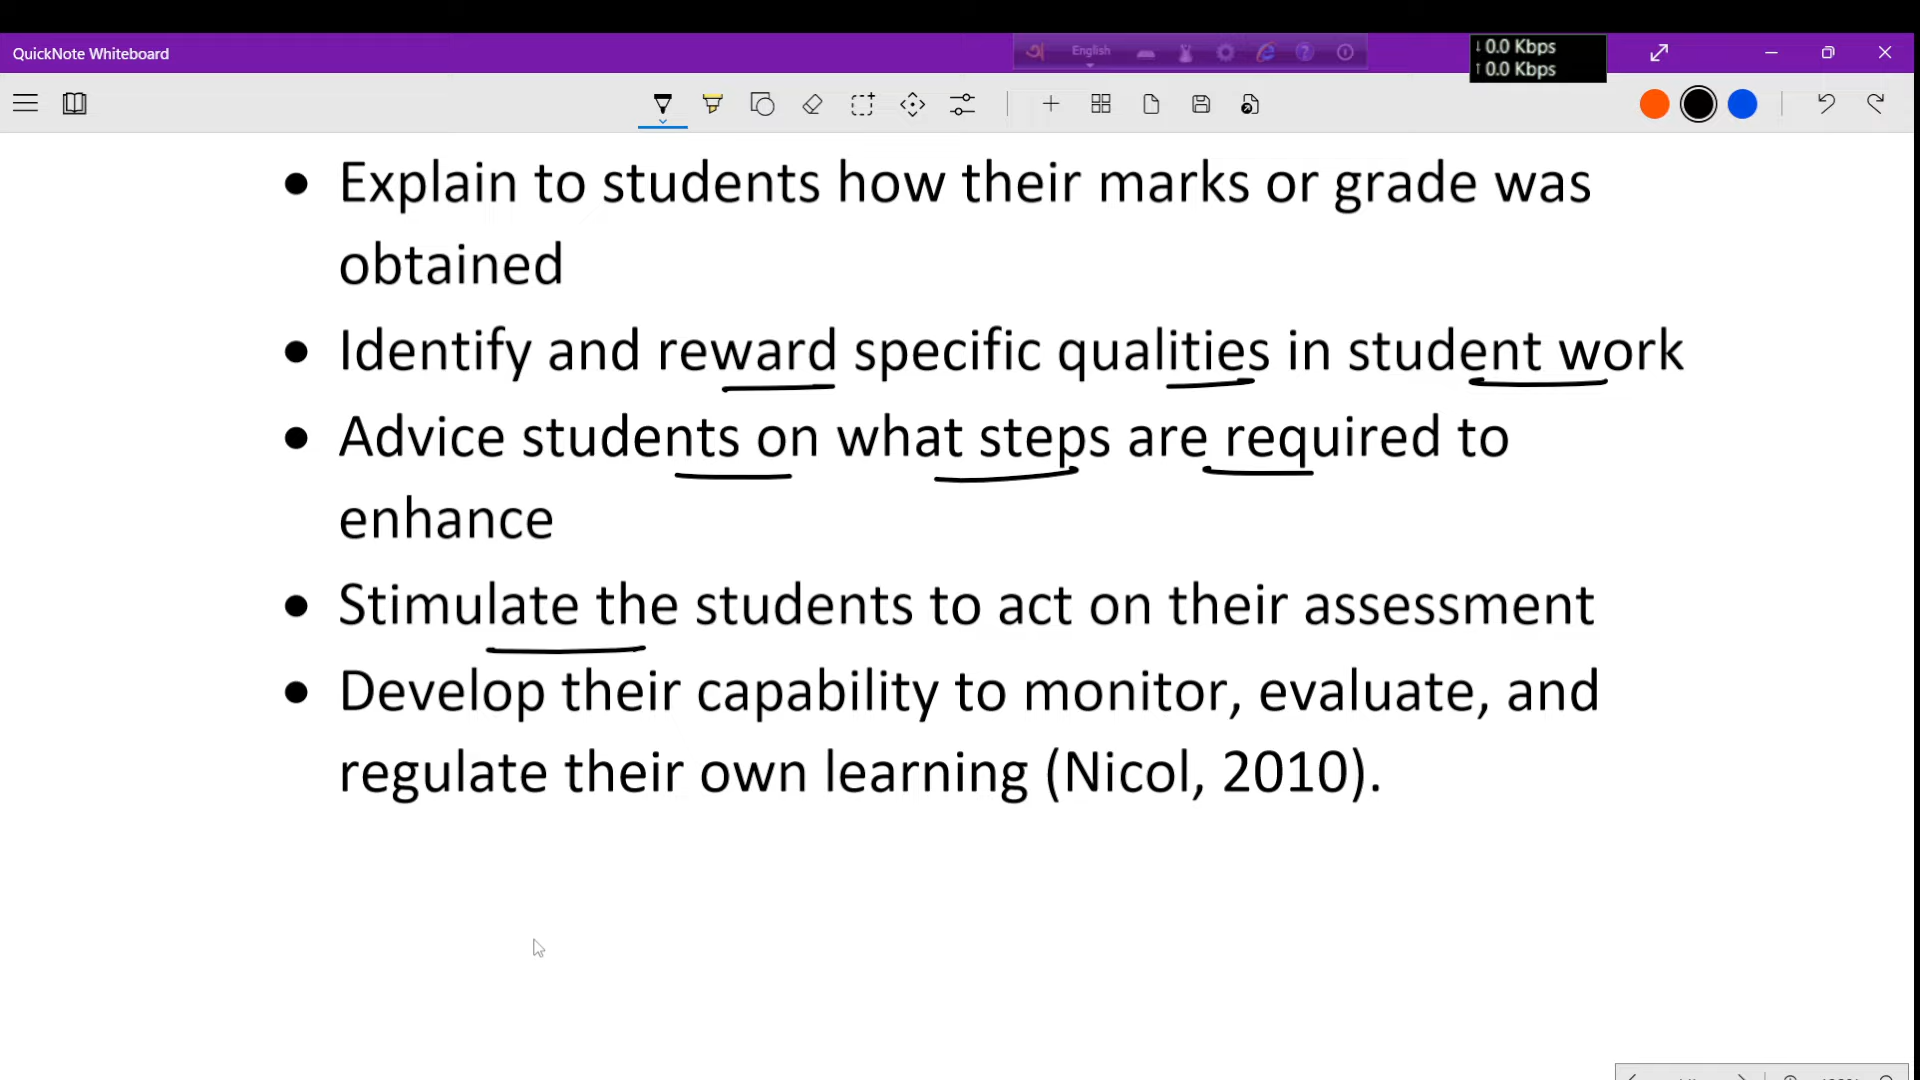 QuickNote Whiteboard
English
↓ 0.0 Kbps
↑ 0.0 Kbps
• Explain to students how their marks or grade was
obtained
• Identify and reward specific qualities in student work
• Advice students on what steps are required to
enhance
• Stimulate the students to act on their assessment
• Develop their capability to monitor, evaluate, and
regulate their own learning (Nicol, 2010).